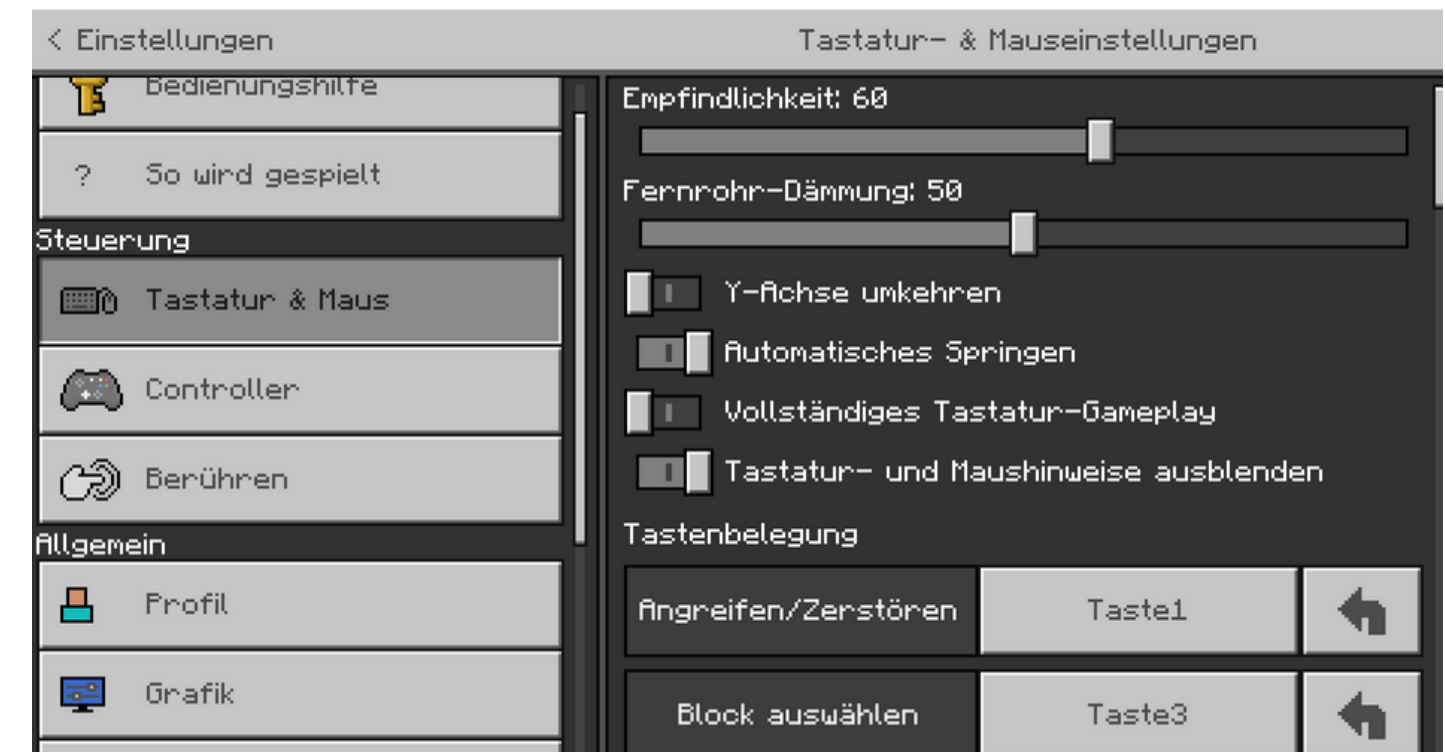 < Einstellungen
Tastatur- & Mauseinstellungen
Bedienungshilfe
? So wird gespielt
Steuerung
Tastatur & Maus
Controller
Berühren
Allgemein
Profil
Grafik
Empfindlichkeit: 60
Fernrohr-Dämmung: 50
Y-Achse umkehren
Automatisches Springen
Vollständiges Tastatur-Gameplay
Tastatur- und Maushinweise ausblenden
Tastenbelegung
Angreifen/Zerstören Taste1
Block auswählen Taste3